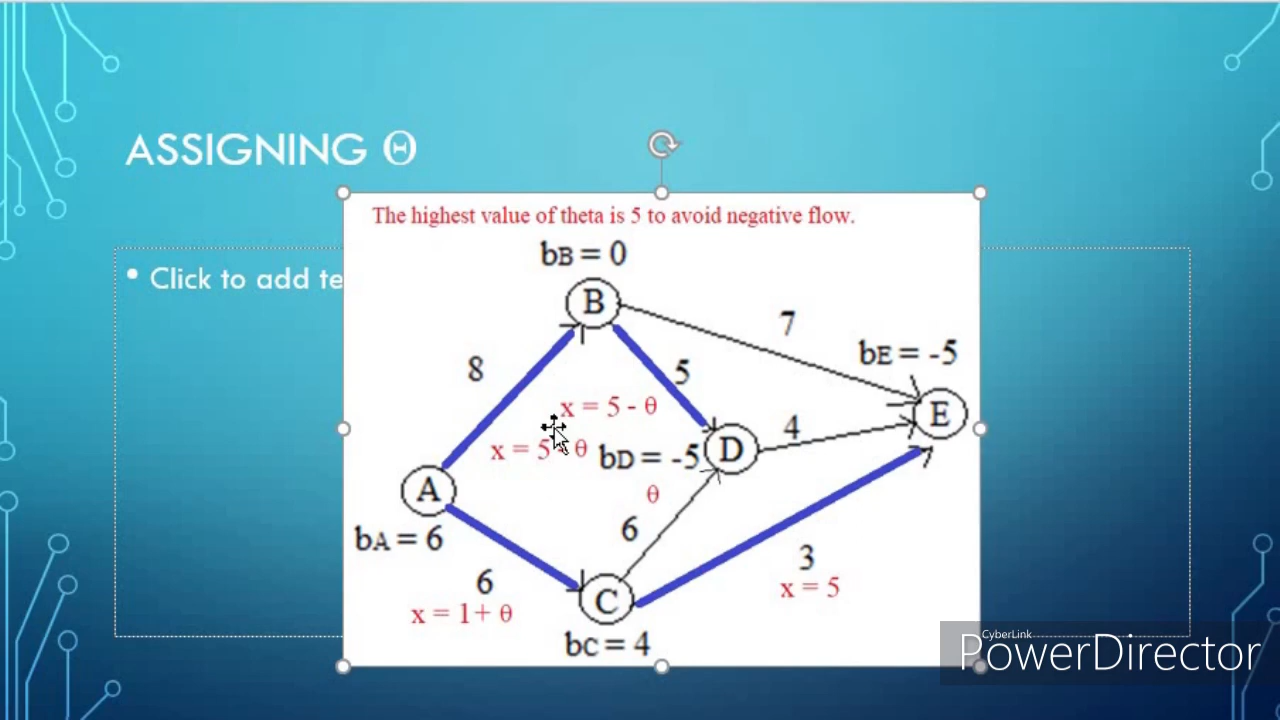 ASSIGNING Θ
• Click to add te
The highest value of theta is 5 to avoid negative flow.
bB = 0
B
7
bE = -5
8
5
E
x = 5 - θ
4
x = 5 - θ
bD = -5
D
A
θ
bA = 6
6
3
6
x = 5
C
x = 1+ θ
bC = 4
CyberLink
PowerDirector